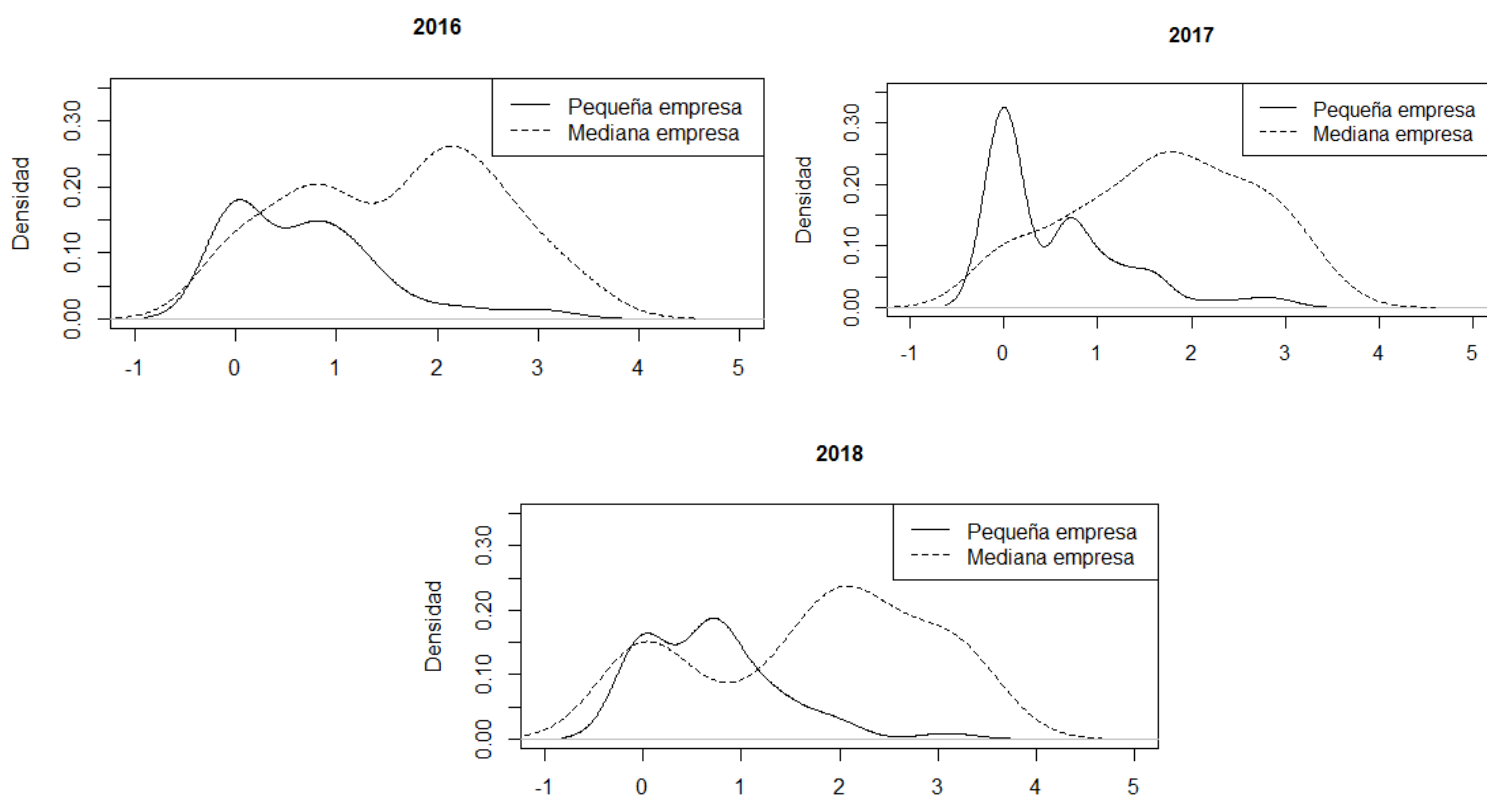 2016
Densidad
0.00 0.10 0.20 0.30
Pequeña empresa
Mediana empresa
-1 0 1 2 3 4 5
2017
Densidad
0.00 0.10 0.20 0.30
Pequeña empresa
Mediana empresa
-1 0 1 2 3 4 5
2018
Densidad
0.00 0.10 0.20 0.30
Pequeña empresa
Mediana empresa
-1 0 1 2 3 4 5